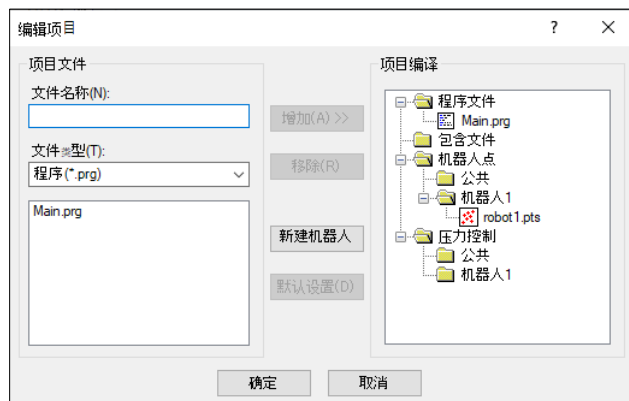 编辑项目
?
×
项目文件
文件名称(N):
文件类型(T):
程序(*.prg)
Main.prg
增加(A) >>
移除(R)
新建机器人
默认设置(D)
项目编译
程序文件
Main.prg
包含文件
机器人点
公共
机器人1
robot1.pts
压力控制
公共
机器人1
确定
取消